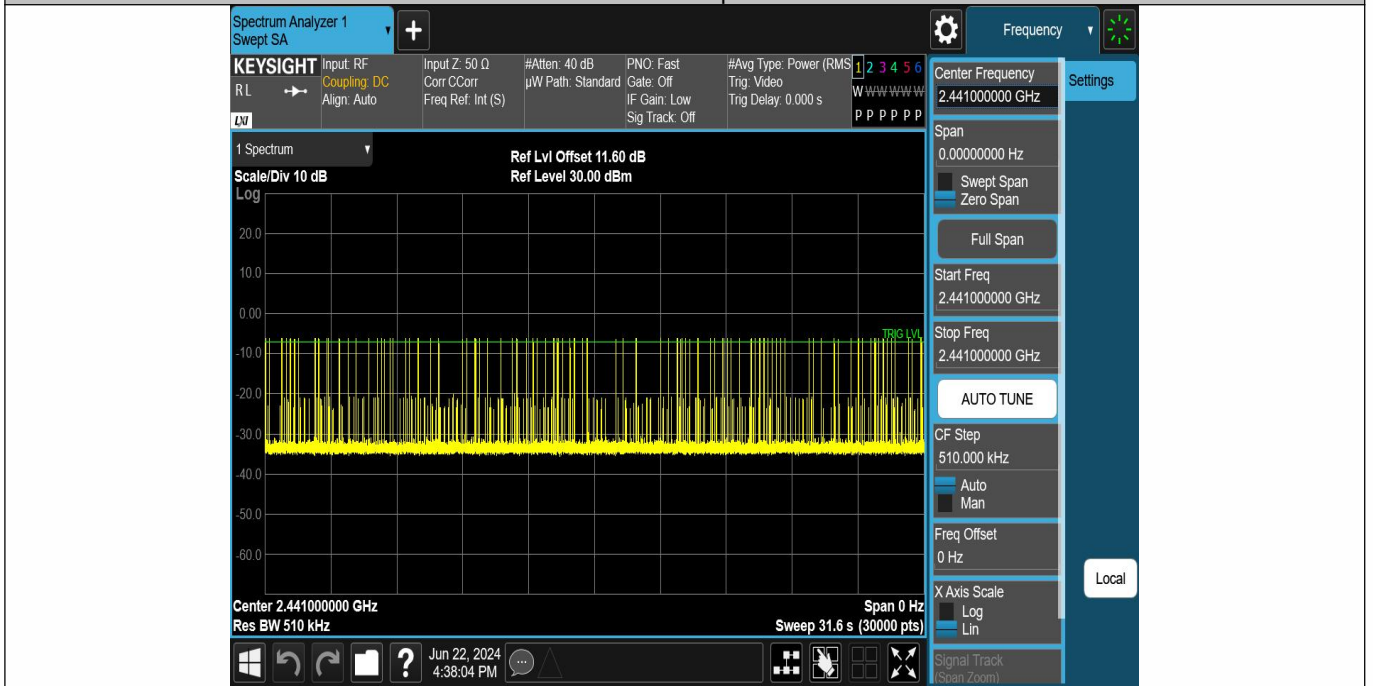 Spectrum Analyzer 1
Swept SA
+
Frequency
KEYSIGHT
RL
LXI
Input: RF
Coupling: DC
Align: Auto
Input Z: 50 Ω
Corr CCorr
Freq Ref: Int (S)
#Atten: 40 dB
µW Path: Standard
PNO: Fast
Gate: Off
IF Gain: Low
Sig Track: Off
#Avg Type: Power (RMS
Trig: Video
Trig Delay: 0.000 s
1 2 3 4 5 6
W W W W W W
P P P P P P
1 Spectrum
Scale/Div 10 dB
Ref Lvl Offset 11.60 dB
Ref Level 30.00 dBm
Log
20.0
10.0
0.00
-10.0
-20.0
-30.0
-40.0
-50.0
-60.0
TRIG LVL
Center 2.441000000 GHz
Res BW 510 kHz
Span 0 Hz
Sweep 31.6 s (30000 pts)
Center Frequency
2.441000000 GHz
Settings
Span
0.00000000 Hz
Swept Span
Zero Span
Full Span
Start Freq
2.441000000 GHz
Stop Freq
2.441000000 GHz
AUTO TUNE
CF Step
510.000 kHz
Auto
Man
Freq Offset
0 Hz
X Axis Scale
Log
Lin
Signal Track
(Span Zoom)
Local
?
Jun 22, 2024
4:38:04 PM